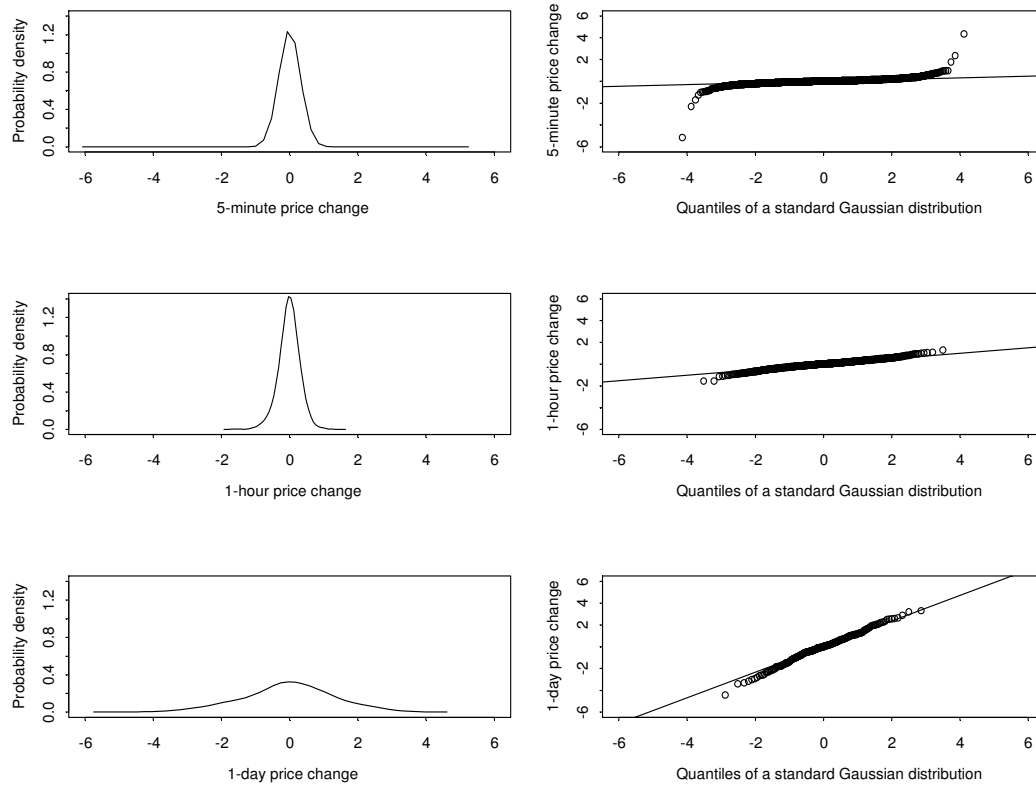 Probability density
0.0 0.4 0.8 1.2
-6 -4 -2 0 2 4 6
5-minute price change
5-minute price change
-6 -2 2 4 6
-6 -4 -2 0 2 4 6
Quantiles of a standard Gaussian distribution
Probability density
0.0 0.4 0.8 1.2
-6 -4 -2 0 2 4 6
1-hour price change
1-hour price change
-6 -2 2 4 6
-6 -4 -2 0 2 4 6
Quantiles of a standard Gaussian distribution
Probability density
0.0 0.4 0.8 1.2
-6 -4 -2 0 2 4 6
1-day price change
1-day price change
-6 -2 2 4 6
-6 -4 -2 0 2 4 6
Quantiles of a standard Gaussian distribution